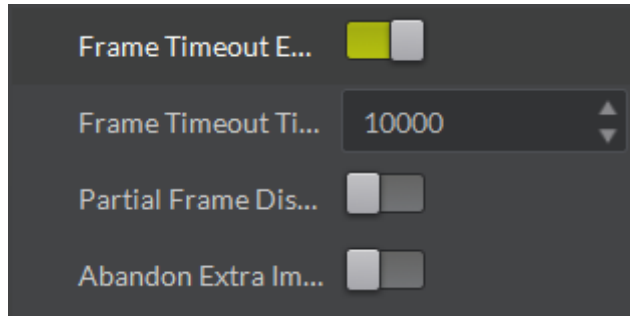 Frame Timeout E...
Frame Timeout Ti... 10000
Partial Frame Dis...
Abandon Extra Im...